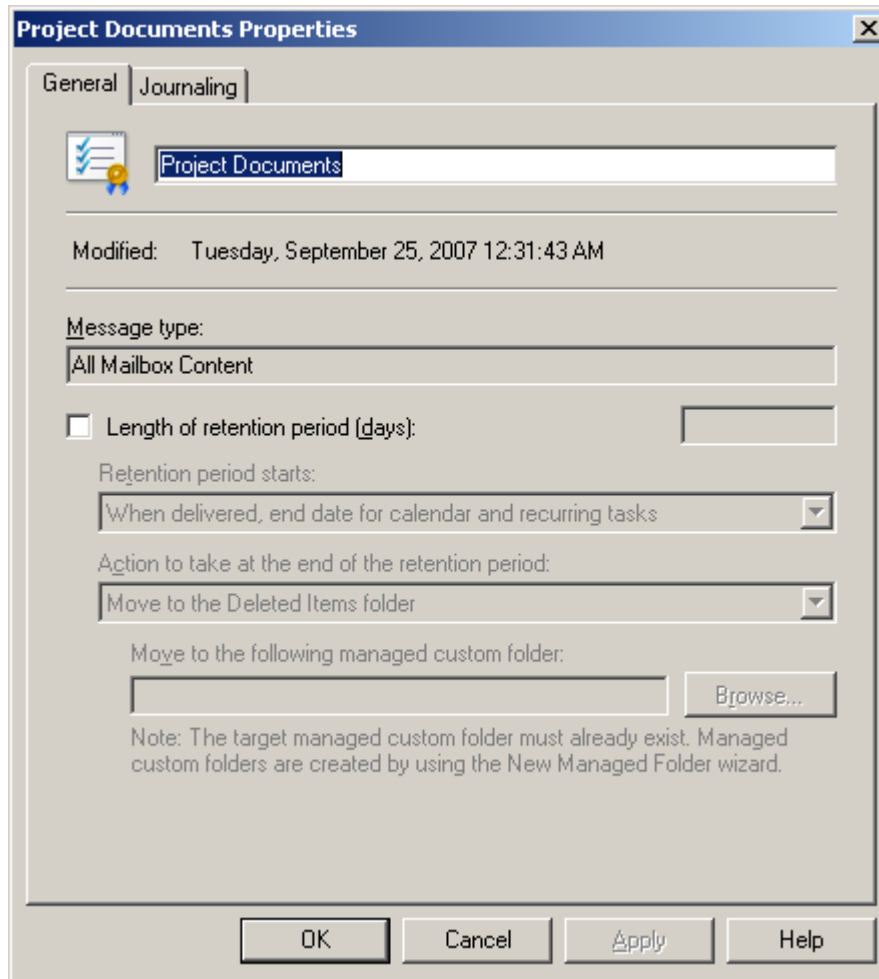 Project Documents Properties
General
Journaling
Project Documents
Modified: Tuesday, September 25, 2007 12:31:43 AM
Message type:
All Mailbox Content
Length of retention period (days):
Retention period starts:
When delivered, end date for calendar and recurring tasks
Action to take at the end of the retention period:
Move to the Deleted Items folder
Move to the following managed custom folder:
Browse...
Note: The target managed custom folder must already exist. Managed
custom folders are created by using the New Managed Folder wizard.
OK
Cancel
Apply
Help